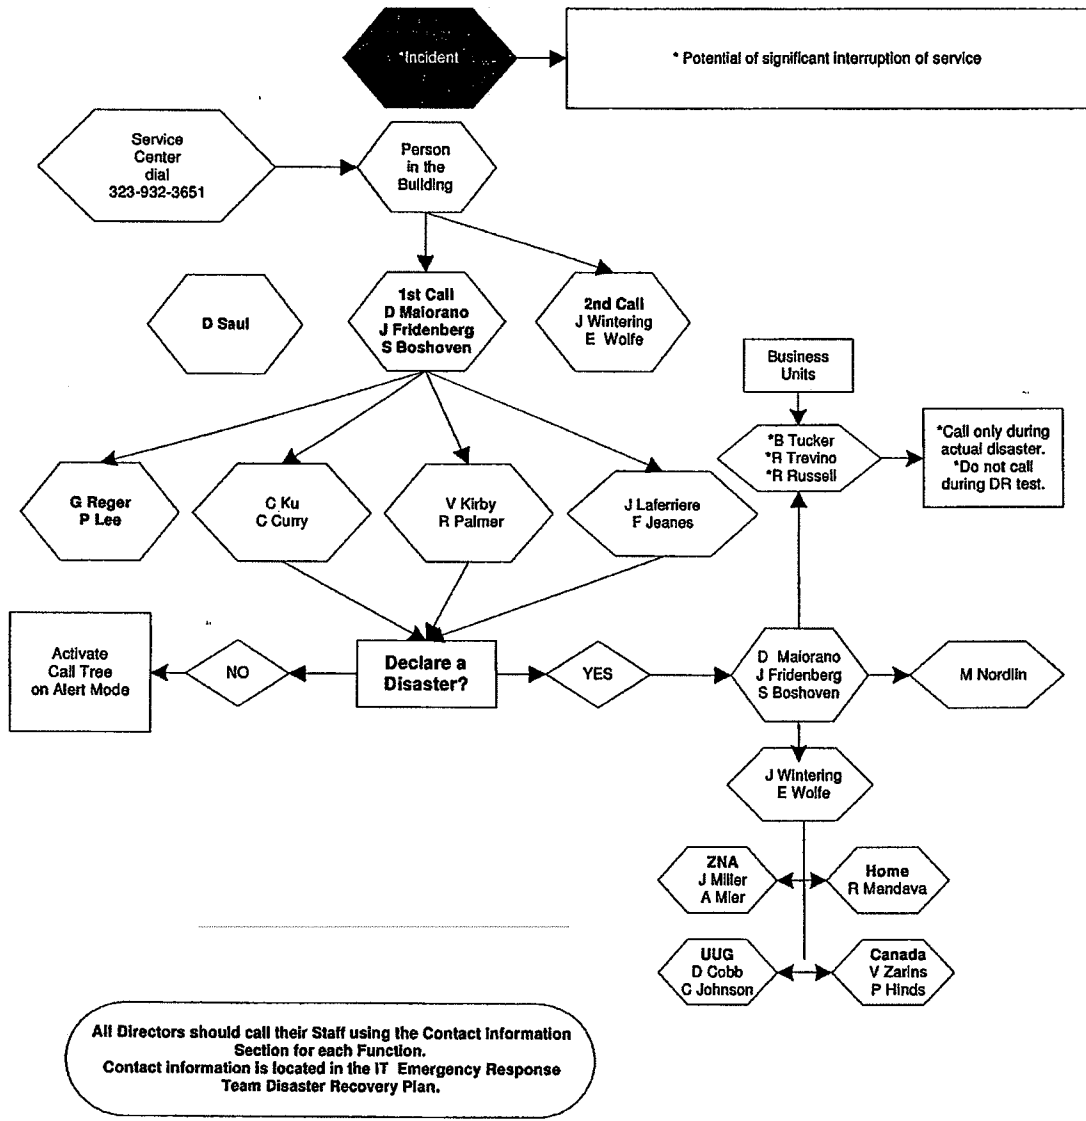 *Incident
* Potential of significant interruption of service
Service
Center
dial
323-932-3651
Person
in the
Building
D Saul
1st Call
D Maiorano
J Fridenberg
S Boshoven
2nd Call
J Wintering
E Wolfe
Business
Units
*B Tucker
*R Trevino
*R Russell
*Call only during
actual disaster.
*Do not call
during DR test.
G Reger
P Lee
C Ku
C Curry
V Kirby
R Palmer
J Laferriere
F Jeanes
Activate
Call Tree
on Alert Mode
NO
Declare a
Disaster?
YES
D Maiorano
J Fridenberg
S Boshoven
M Nordlin
J Wintering
E Wolfe
ZNA
J Miller
A Mier
Home
R Mandava
UUG
D Cobb
C Johnson
Canada
V Zarins
P Hinds
All Directors should call their Staff using the Contact Information
Section for each Function.
Contact information is located in the IT Emergency Response
Team Disaster Recovery Plan.